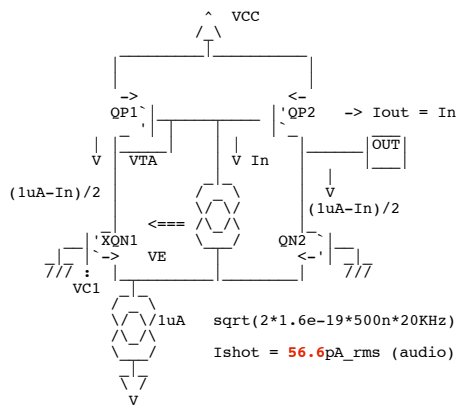 VCC
->
<-
QP1
QP2
-> Iout = In
OUT
V
VTA
V In
V
(1uA-In)/2
(1uA-In)/2
<===
XQN1
QN2
VE
->
<-
///
///
VC1
1uA
sqrt(2*1.6e-19*500n*20KHz)
Ishot = 56.6pA_rms (audio)
V